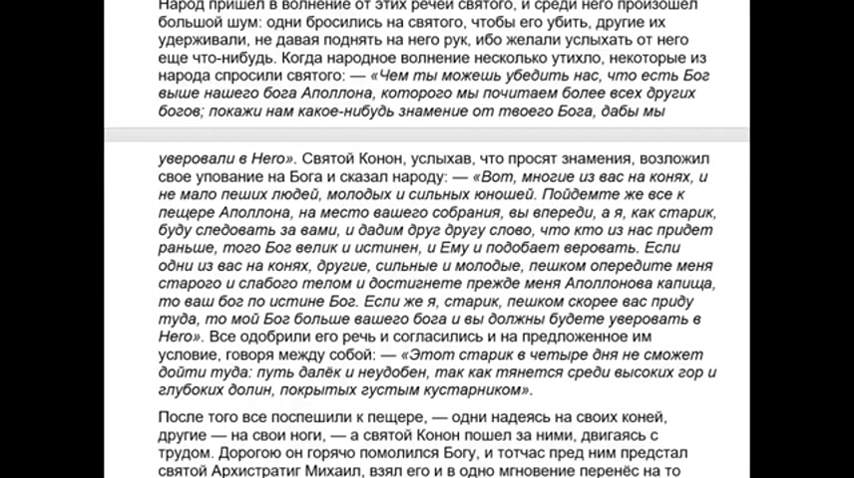 Народ пришел в волнение от этих речей святого, и среди него произошел
большой шум: одни бросились на святого, чтобы его убить, другие их
удерживали, не давая поднять на него рук, ибо желали услыхать от него
еще что-нибудь. Когда народное волнение несколько утихло, некоторые из
народа спросили святого: — «Чем ты можешь убедить нас, что есть Бог
выше нашего бога Аполлона, которого мы почитаем более всех других
богов; покажи нам какое-нибудь знамение от твоего Бога, дабы мы
уверовали в Него». Святой Конон, услыхав, что просят знамения, возложил
свое упование на Бога и сказал народу: — «Вот, многие из вас на конях, и
не мало пеших людей, молодых и сильных юношей. Пойдемте же все к
пещере Аполлона, на место вашего собрания, вы впереди, а я, как старик,
буду следовать за вами, и дадим друг другу слово, что кто из нас придет
раньше, того Бог велик и истинен, и Ему и подобает веровать. Если
одни из вас на конях, другие, сильные и молодые, пешком опередите меня
старого и слабого телом и достигнете прежде меня Аполлонова капища,
то ваш бог по истине Бог. Если же я, старик, пешком скорее вас приду
туда, то мой Бог больше вашего бога и вы должны будете уверовать в
Него». Все одобрили его речь и согласились и на предложенное им
условие, говоря между собой: — «Этот старик в четыре дня не сможет
дойти туда: путь далёк и неудобен, так как тянется среди высоких гор и
глубоких долин, покрытых густым кустарником».
После того все поспешили к пещере, — одни надеясь на своих коней,
другие — на свои ноги, — а святой Конон пошел за ними, двигаясь с
трудом. Дорогою он горячо помолился Богу, и тотчас пред ним предстал
святой Архистратиг Михаил, взял его и в одно мгновение перенёс на то